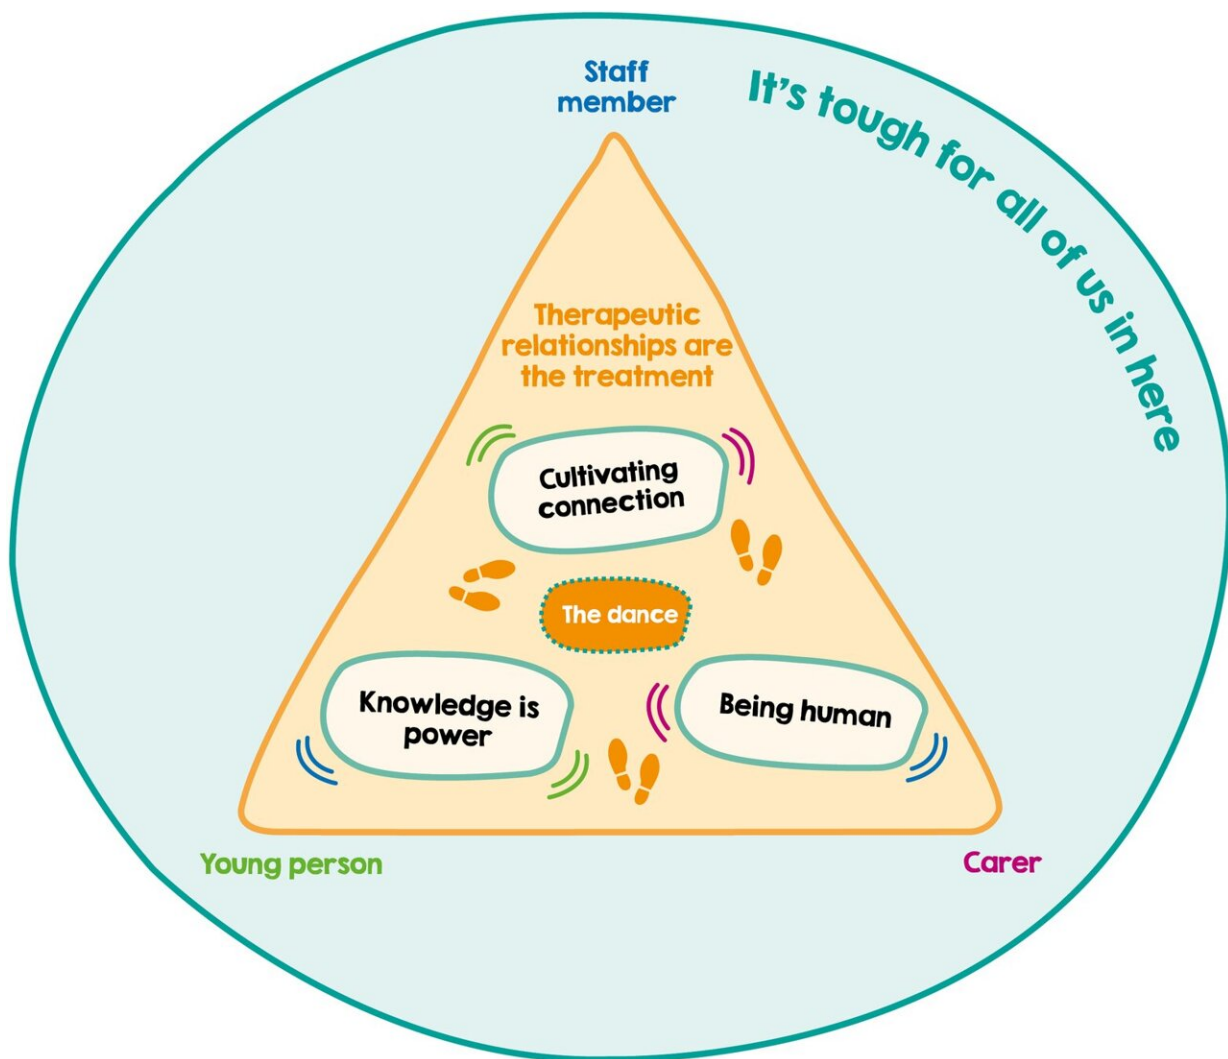 Staff
member
It's tough for all of us in here
Therapeutic
relationships are
the treatment
Cultivating
connection
The dance
Knowledge is
power
Being human
Young person
Carer